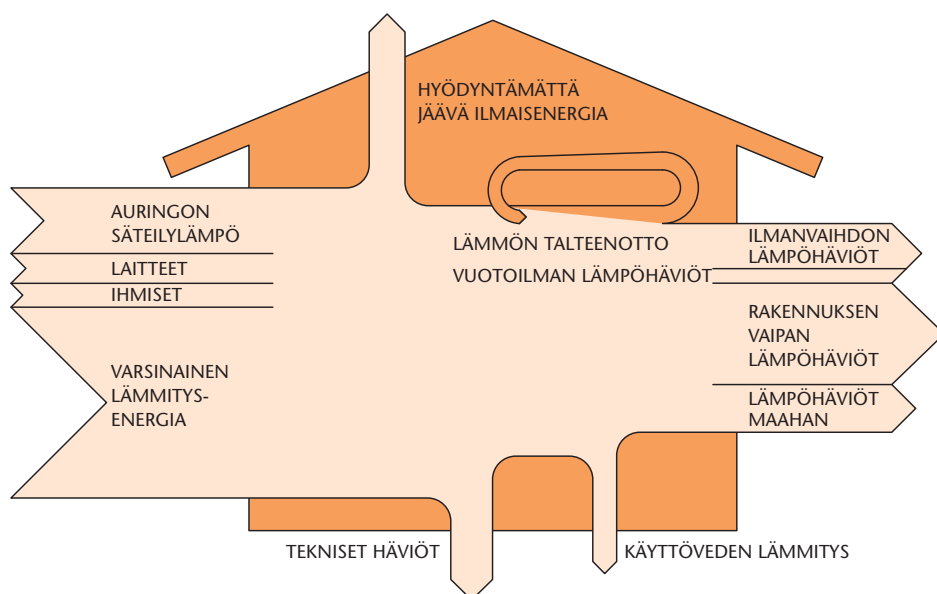 HYÖDYNTÄMÄTTÄ
JÄÄVÄ ILMAISENERGIA
AURINGON
SÄTEILYLÄMPÖ
LAITTEET
IHMISET
VARSINAINEN
LÄMMITYS-
ENERGIA
LÄMMÖN TALTEENOTTO
VUOTOILMAN LÄMPÖHÄVIÖT
ILMANVAIHDON
LÄMPÖHÄVIÖT
RAKENNUKSEN
VAIPAN
LÄMPÖHÄVIÖT
LÄMPÖHÄVIÖT
MAAHAN
TEKNISET HÄVIÖT
KÄYTTÖVEDEN LÄMMITYS